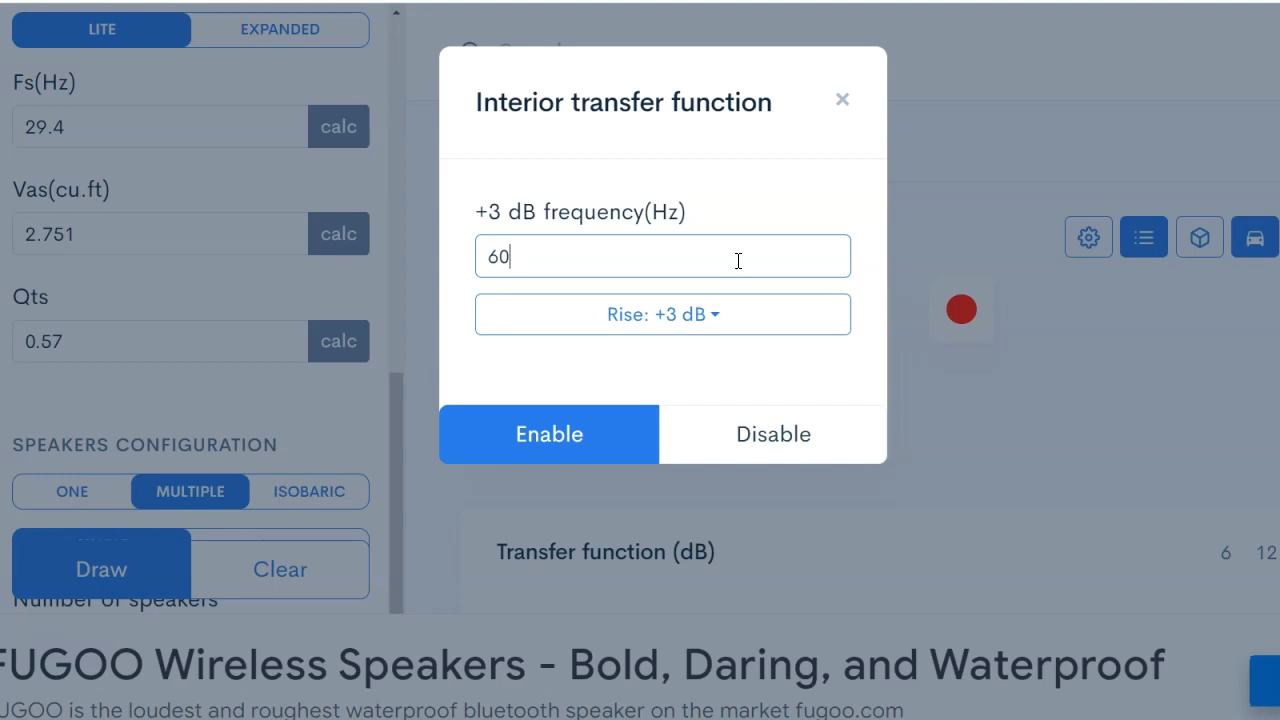 LITE
EXPANDED
Fs(Hz)
29.4
calc
Vas(cu.ft)
2.751
calc
Qts
0.57
calc
SPEAKERS CONFIGURATION
ONE
MULTIPLE
ISOBARIC
Draw
Clear
Number of speakers
Interior transfer function
×
+3 dB frequency(Hz)
60
Rise: +3 dB
Enable
Disable
Transfer function (dB)
6
12
FUGOO Wireless Speakers - Bold, Daring, and Waterproof
UGOO is the loudest and roughest waterproof bluetooth speaker on the market fugoo.com